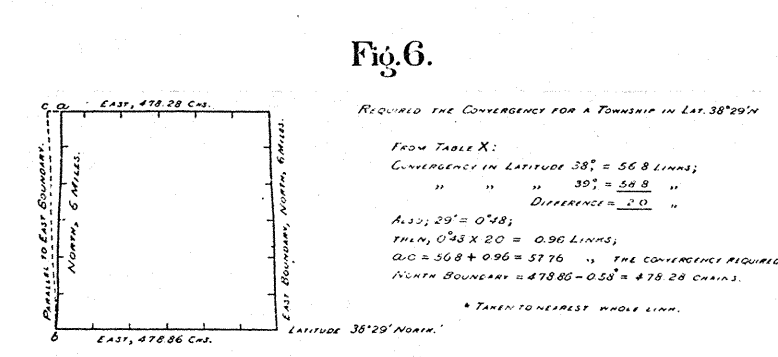 Fig. 6.
c a EAST, 478.28 CHS.
PARALLEL TO EAST BOUNDARY.
NORTH, 6 MILES.
EAST BOUNDARY, NORTH, 6 MILES.
b EAST, 478.86 CHS.
LATITUDE 38°29' NORTH.
REQUIRED THE CONVERGENCY FOR A TOWNSHIP IN LAT. 38°29'N
FROM TABLE X:
CONVERGENCY IN LATITUDE 38°, = 56.8 LINKS;
" " " 39°, = 58.8 "
DIFFERENCE = 2.0 "
ALSO; 29' = 0°.48;
THEN, 0°.48 X 2.0 = 0.96 LINKS;
ac = 56.8 + 0.96 = 57.76 " THE CONVERGENCY REQUIRED
NORTH BOUNDARY = 478.86 - 0.58* = 478.28 CHAINS.
* TAKEN TO NEAREST WHOLE LINK.